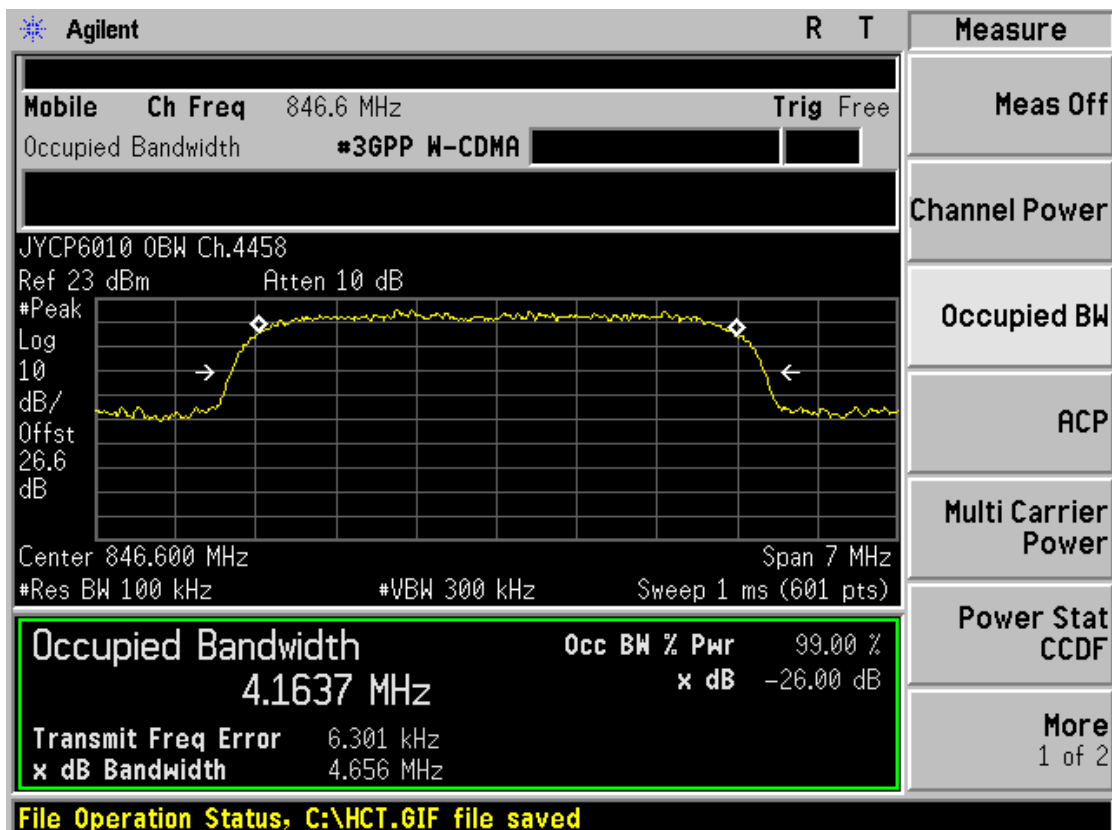 Agilent R T
Mobile Ch Freq 846.6 MHz Trig Free
Occupied Bandwidth #3GPP W-CDMA
JYCP6010 OBW Ch.4458
Ref 23 dBm Atten 10 dB
#Peak
Log
10
dB/
Offst
26.6
dB
Center 846.600 MHz Span 7 MHz
#Res BW 100 kHz #VBW 300 kHz Sweep 1 ms (601 pts)
Occupied Bandwidth Occ BW % Pwr 99.00 %
4.1637 MHz x dB -26.00 dB
Transmit Freq Error 6.301 kHz
x dB Bandwidth 4.656 MHz
File Operation Status, C:\HCT.GIF file saved
Measure
Meas Off
Channel Power
Occupied BW
ACP
Multi Carrier
Power
Power Stat
CCDF
More
1 of 2